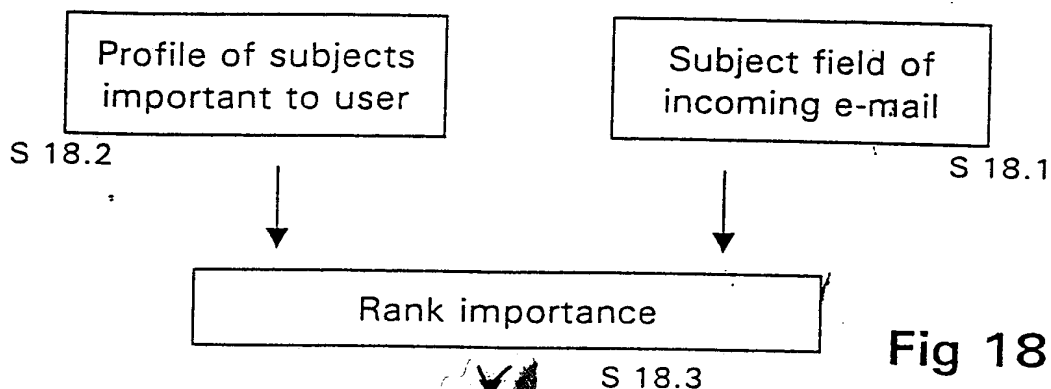 Profile of subjects
important to user
S 18.2
Subject field of
incoming e-mail
S 18.1
Rank importance
S 18.3
Fig 18